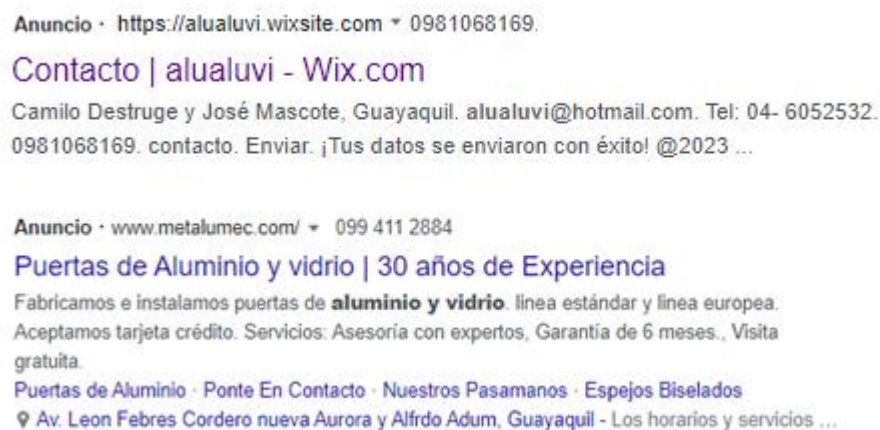 Anuncio · https://alualuvi.wixsite.com ▾ 0981068169.
Contacto | alualuvi - Wix.com
Camilo Destruge y José Mascote, Guayaquil. alualuvi@hotmail.com. Tel: 04- 6052532.
0981068169. contacto. Enviar. ¡Tus datos se enviaron con éxito! @2023 ...
Anuncio · www.metalumec.com/ ▾ 099 411 2884
Puertas de Aluminio y vidrio | 30 años de Experiencia
Fabricamos e instalamos puertas de aluminio y vidrio. linea estándar y linea europea.
Aceptamos tarjeta crédito. Servicios: Asesoría con expertos, Garantía de 6 meses., Visita
gratuita.
Puertas de Aluminio · Ponte En Contacto · Nuestros Pasamanos · Espejos Biselados
Av. Leon Febres Cordero nueva Aurora y Alfrdo Adum, Guayaquil - Los horarios y servicios ...